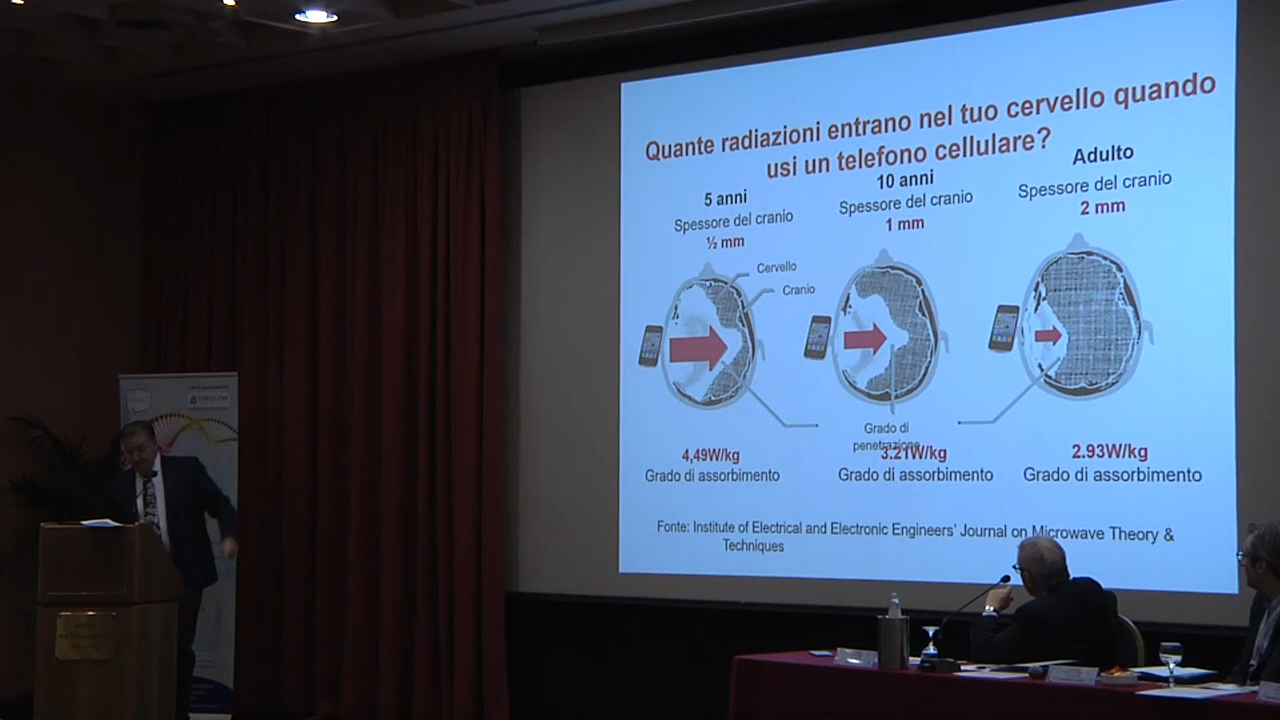 Quante radiazioni entrano nel tuo cervello quando
usi un telefono cellulare?
5 anni
Spessore del cranio
½ mm
10 anni
Spessore del cranio
1 mm
Adulto
Spessore del cranio
2 mm
Cervello
Cranio
Grado di
penetrazione
4,49W/kg
Grado di assorbimento
3.21W/kg
Grado di assorbimento
2.93W/kg
Grado di assorbimento
Fonte: Institute of Electrical and Electronic Engineers' Journal on Microwave Theory &
Techniques